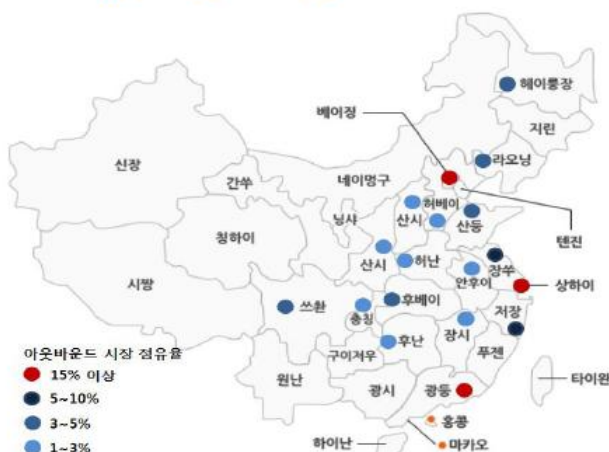 헤이룽장
베이징
지린
랴오닝
신장
간쑤
네이멍구
허베이
닝샤
산시
산둥
톈진
칭하이
산시
허난
장쑤
안후이
상하이
시짱
쓰촨
충칭
후베이
저장
구이저우
후난
장시
푸젠
아웃바운드 시장 점유율
15% 이상
윈난
광시
광둥
타이완
5~10%
홍콩
3~5%
하이난
마카오
1~3%